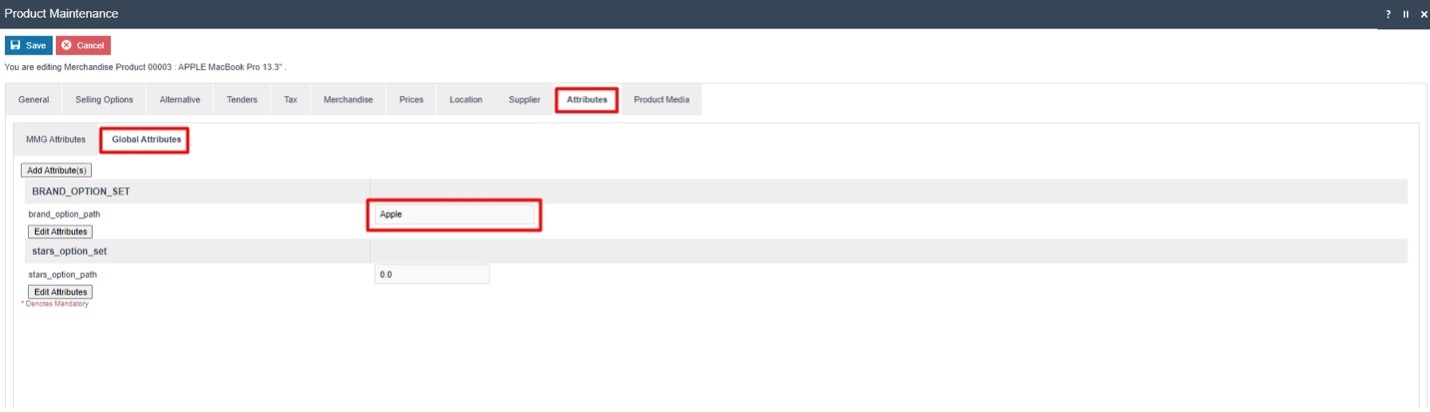 Product Maintenance
? II ×
Save Cancel
You are editing Merchandise Product 00003 : APPLE MacBook Pro 13.3" .
General Selling Options Alternative Tenders Tax Merchandise Prices Location Supplier Attributes Product Media
MMG Attributes Global Attributes
Add Attribute(s)
BRAND_OPTION_SET
brand_option_path Apple
Edit Attributes
stars_option_set
stars_option_path 0.0
Edit Attributes
* Denotes Mandatory